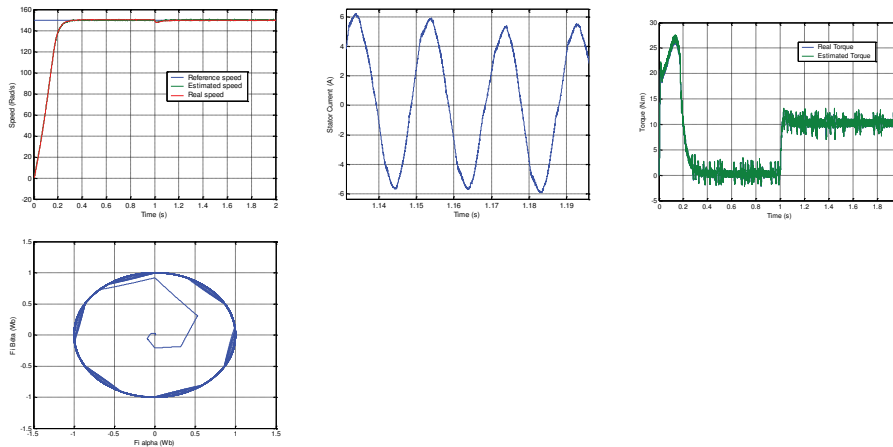 160
140
120
100
80
60
40
20
0
-20
Speed (Rad/s)
Reference speed
Estimated speed
Real speed
0 0.2 0.4 0.6 0.8 1 1.2 1.4 1.6 1.8 2
Time (s)
6
4
2
0
-2
-4
-6
Stator Current (A)
1.14 1.15 1.16 1.17 1.18 1.19
Time (s)
30
25
20
15
10
5
0
-5
Torque (N.m)
Real Torque
Estimated Torque
0 0.2 0.4 0.6 0.8 1 1.2 1.4 1.6 1.8
Time (s)
1.5
1
0.5
0
-0.5
-1
-1.5
Fi Beta (Wb)
-1.5 -1 -0.5 0 0.5 1 1.5
Fi alpha (Wb)